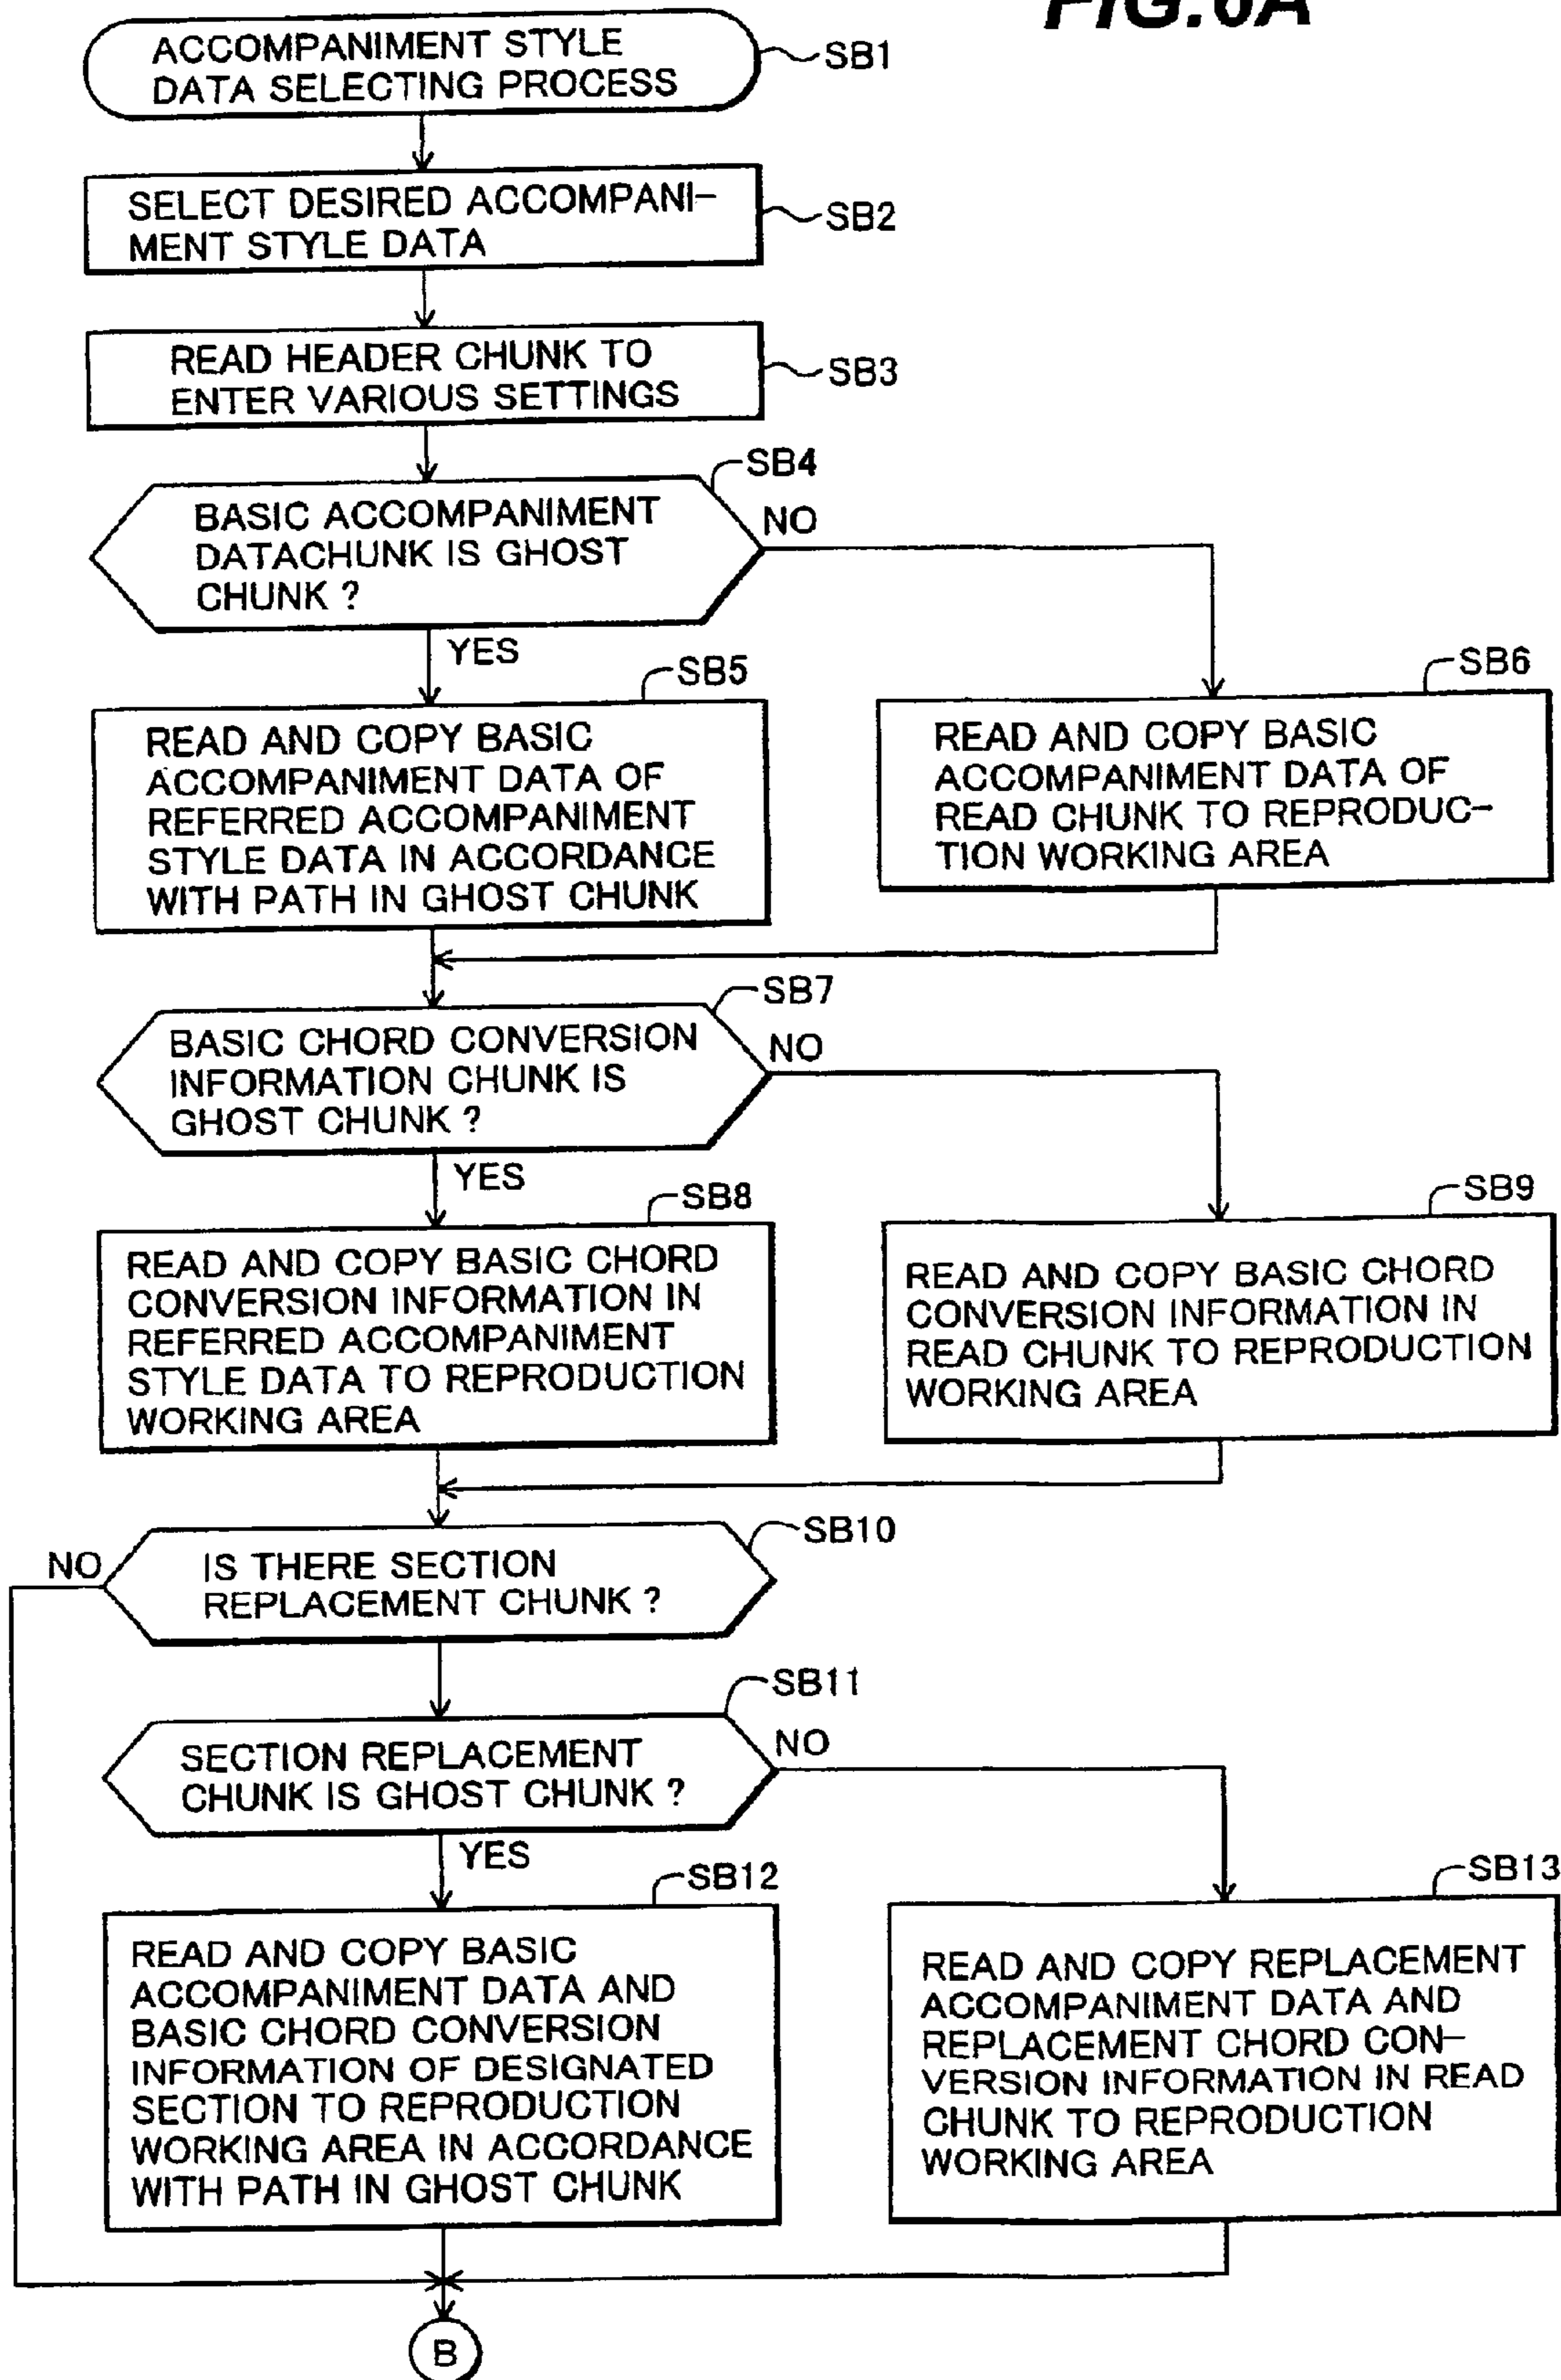 FIG.6A
ACCOMPANIMENT STYLE
DATA SELECTING PROCESS
SB1
SELECT DESIRED ACCOMPANI-
MENT STYLE DATA
SB2
READ HEADER CHUNK TO
ENTER VARIOUS SETTINGS
SB3
SB4
BASIC ACCOMPANIMENT
DATACHUNK IS GHOST
CHUNK ?
NO
YES
SB5
READ AND COPY BASIC
ACCOMPANIMENT DATA OF
REFERRED ACCOMPANIMENT
STYLE DATA IN ACCORDANCE
WITH PATH IN GHOST CHUNK
SB6
READ AND COPY BASIC
ACCOMPANIMENT DATA OF
READ CHUNK TO REPRODUC-
TION WORKING AREA
SB7
BASIC CHORD CONVERSION
INFORMATION CHUNK IS
GHOST CHUNK ?
NO
YES
SB8
READ AND COPY BASIC CHORD
CONVERSION INFORMATION IN
REFERRED ACCOMPANIMENT
STYLE DATA TO REPRODUCTION
WORKING AREA
SB9
READ AND COPY BASIC CHORD
CONVERSION INFORMATION IN
READ CHUNK TO REPRODUCTION
WORKING AREA
SB10
NO
IS THERE SECTION
REPLACEMENT CHUNK ?
SB11
SECTION REPLACEMENT
CHUNK IS GHOST CHUNK ?
NO
YES
SB12
READ AND COPY BASIC
ACCOMPANIMENT DATA AND
BASIC CHORD CONVERSION
INFORMATION OF DESIGNATED
SECTION TO REPRODUCTION
WORKING AREA IN ACCORDANCE
WITH PATH IN GHOST CHUNK
SB13
READ AND COPY REPLACEMENT
ACCOMPANIMENT DATA AND
REPLACEMENT CHORD CON-
VERSION INFORMATION IN READ
CHUNK TO REPRODUCTION
WORKING AREA
B